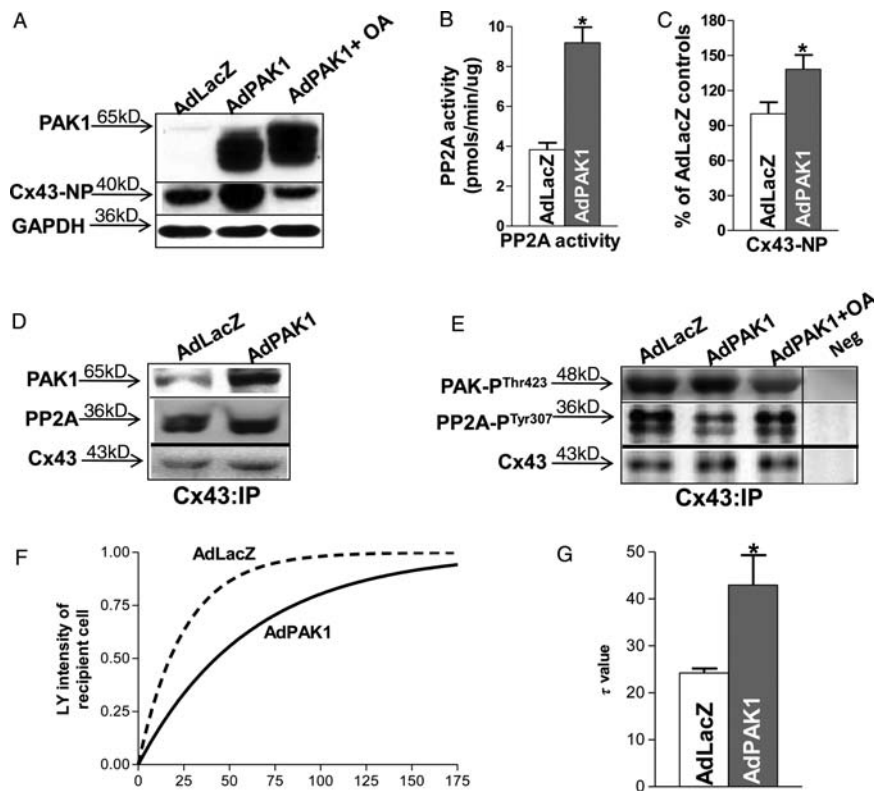 A
AdLacZ
AdPAK1
AdPAK1+ OA
PAK1
65kD
Cx43-NP
40kD
GAPDH
36kD
B
PP2A activity
(pmols/min/ug)
10
8
6
4
2
0
*
AdLacZ
AdPAK1
PP2A activity
C
% of AdLacZ controls
180
150
120
90
60
30
0
*
AdLacZ
AdPAK1
Cx43-NP
D
AdLacZ
AdPAK1
PAK1
65kD
PP2A
36kD
Cx43
43kD
Cx43:IP
E
AdLacZ
AdPAK1
AdPAK1+OA
Neg
PAK-PThr423
48kD
PP2A-PTyr307
36kD
Cx43
43kD
Cx43:IP
F
LY intensity of
recipient cell
1.00
0.75
0.50
0.25
0.00
AdLacZ
AdPAK1
0 25 50 75 100 125 150 175
G
τ value
50
40
30
20
10
0
*
AdLacZ
AdPAK1